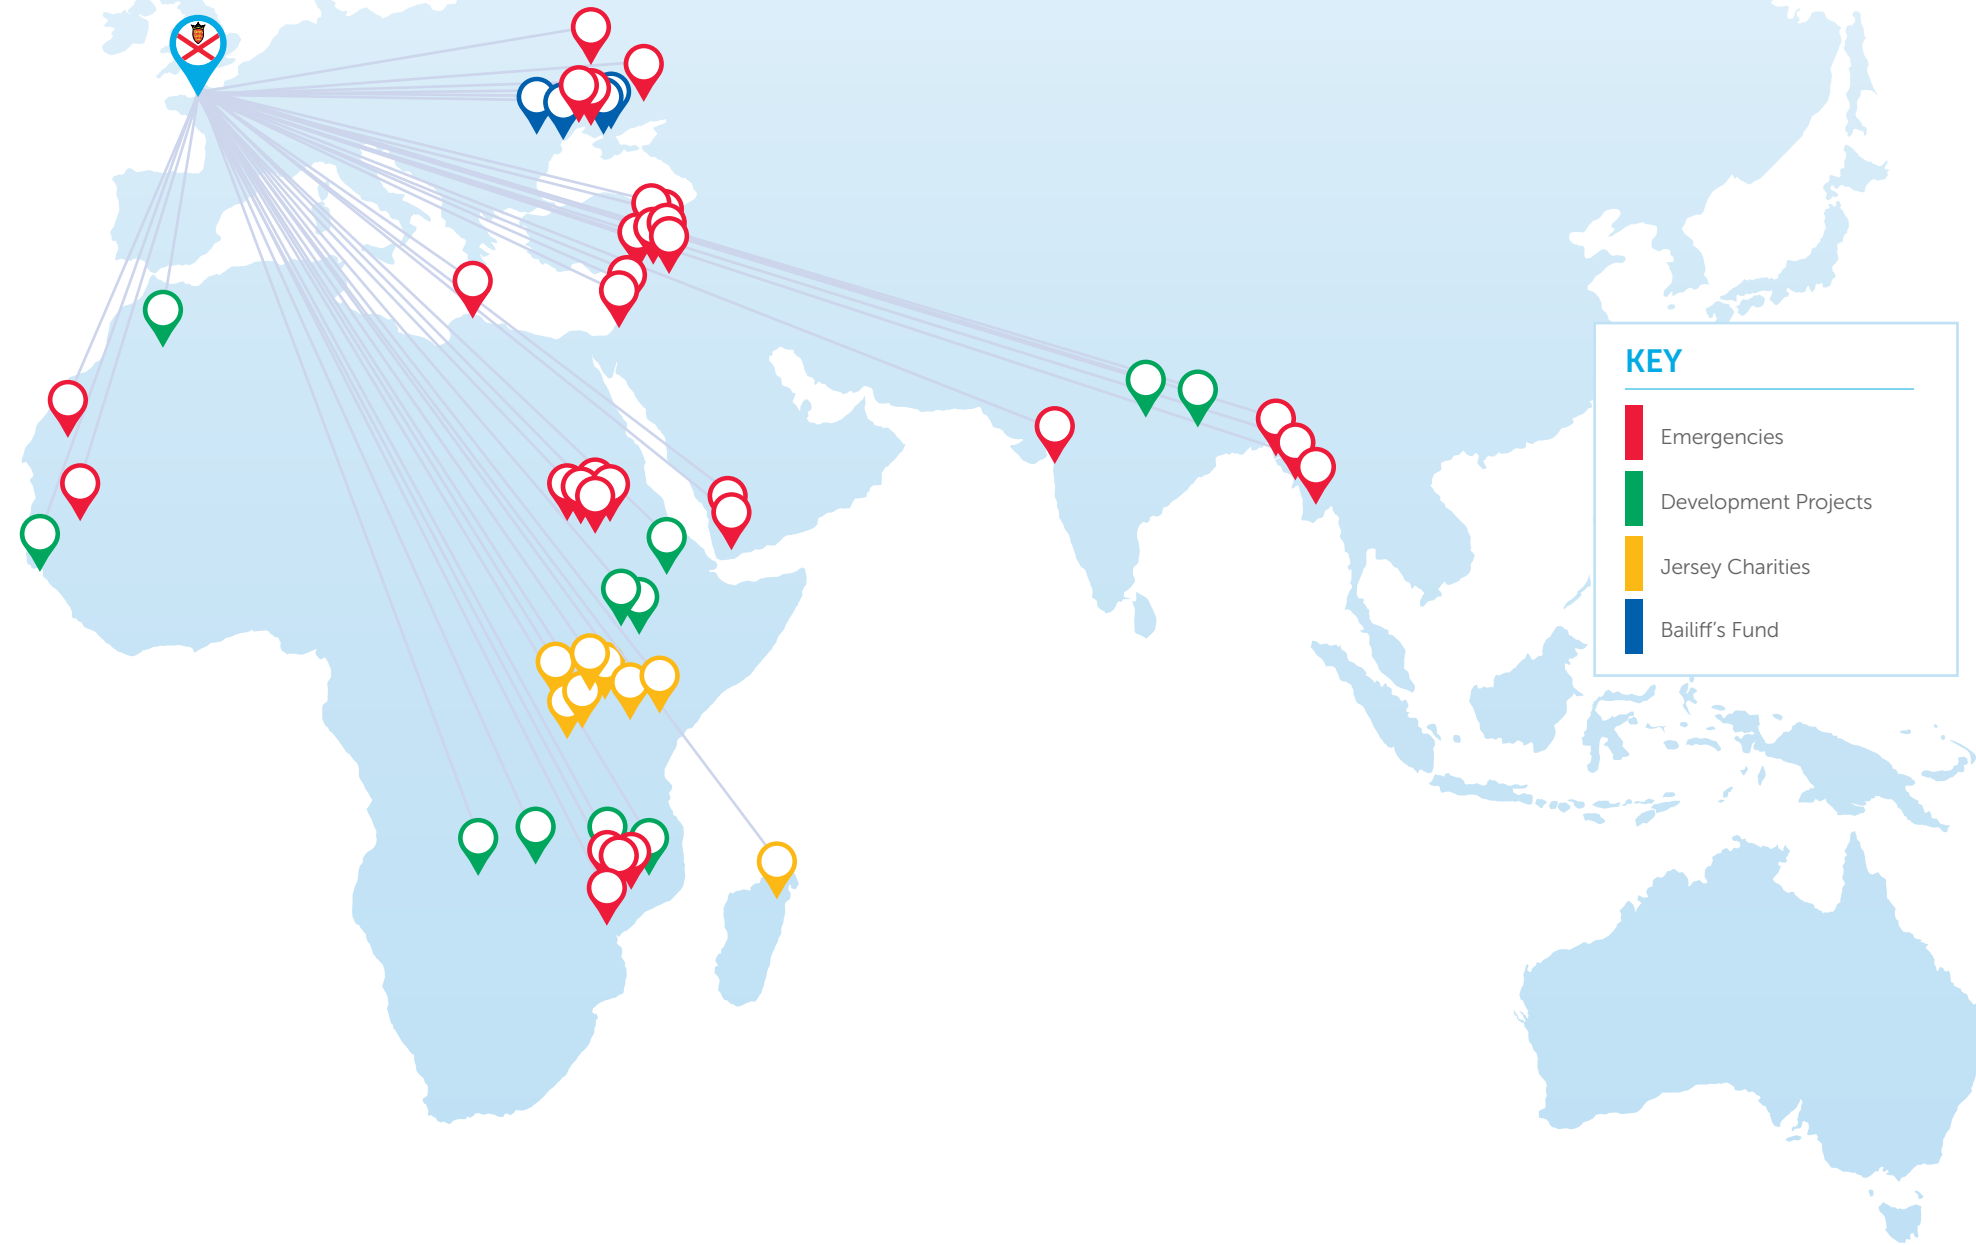 KEY
Emergencies
Development Projects
Jersey Charities
Bailiff's Fund